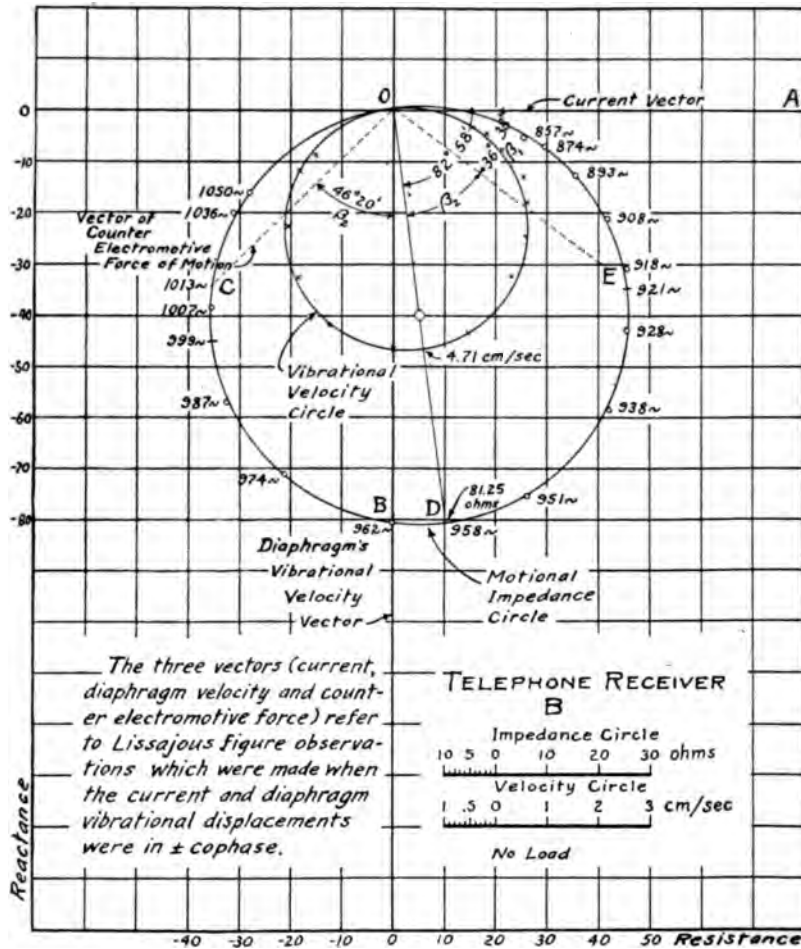 O
Current Vector
A
0
857~
874~
893~
908~
918~
921~
928~
938~
951~
958~
962~
974~
987~
999~
1007~
1013~
1036~
1050~
-10
-20
-30
-40
-50
-60
-70
-80
82° 58'
36° 34'
β₁
β₂
46°20'
β₂
Vector of
Counter
Electromotive
Force of Motion
C
E
4.71 cm/sec
Vibrational
Velocity
Circle
B
D
81.25
ohms
Diaphragm's
Vibrational
Velocity
Vector
Motional
Impedance
Circle
The three vectors (current,
diaphragm velocity and count-
er electromotive force) refer
to Lissajous figure observa-
tions which were made when
the current and diaphragm
vibrational displacements
were in ± cophase.
TELEPHONE RECEIVER
B
Impedance Circle
10 5 0 10 20 30 ohms
Velocity Circle
1 .5 0 1 2 3 cm/sec
No Load
Reactance
-40 -30 -20 -10 0 10 20 30 40 50 Resistance